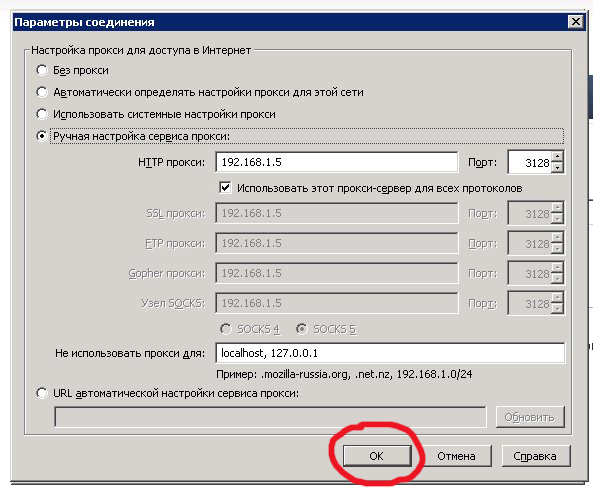 Параметры соединения
Настройка прокси для доступа в Интернет
Без прокси
Автоматически определять настройки прокси для этой сети
Использовать системные настройки прокси
Ручная настройка сервиса прокси:
HTTP прокси: 192.168.1.5 Порт: 3128
Использовать этот прокси-сервер для всех протоколов
SSL прокси: 192.168.1.5 Порт: 3128
FTP прокси: 192.168.1.5 Порт: 3128
Gopher прокси: 192.168.1.5 Порт: 3128
Узел SOCKS: 192.168.1.5 Порт: 3128
SOCKS 4 SOCKS 5
Не использовать прокси для: localhost, 127.0.0.1
Пример: .mozilla-russia.org, .net.nz, 192.168.1.0/24
URL автоматической настройки сервиса прокси:
Обновить
OK Отмена Справка